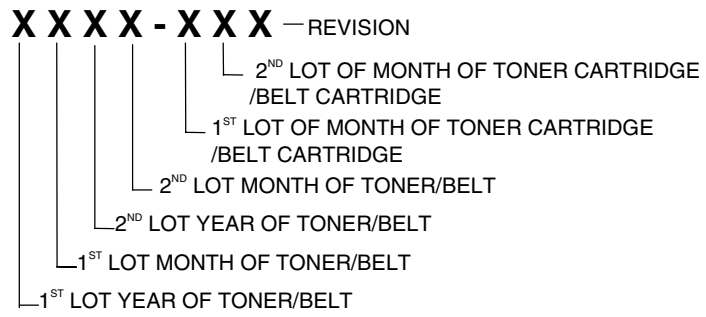 X X X X - X X X — REVISION
2ND LOT OF MONTH OF TONER CARTRIDGE
/BELT CARTRIDGE
1ST LOT OF MONTH OF TONER CARTRIDGE
/BELT CARTRIDGE
2ND LOT MONTH OF TONER/BELT
2ND LOT YEAR OF TONER/BELT
1ST LOT MONTH OF TONER/BELT
1ST LOT YEAR OF TONER/BELT